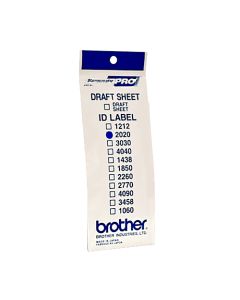 PRO
DRAFT SHEET
DRAFT
SHEET
ID LABEL
1212
2020
3030
4040
1438
1850
2260
2770
4090
3458
1060
brother
BROTHER INDUSTRIES, LTD.
MADE IN JAPAN